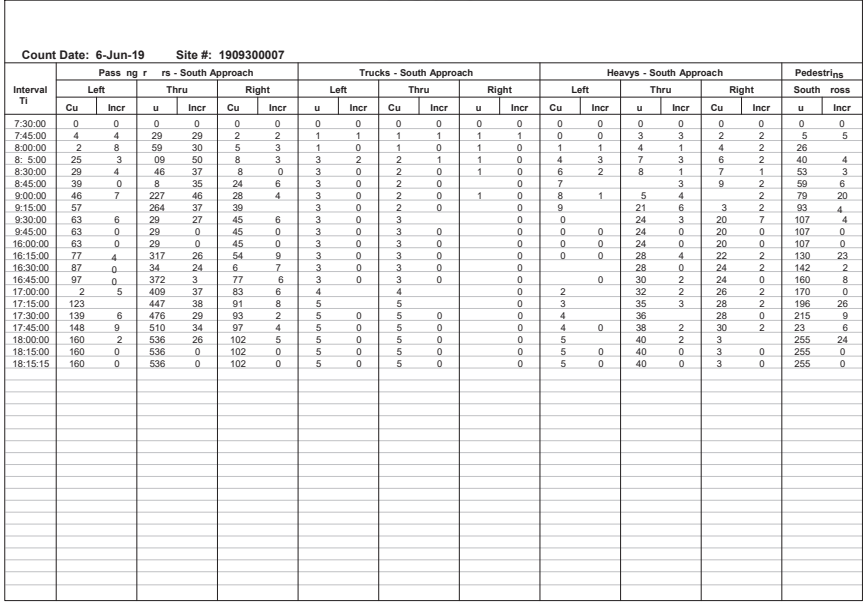 Count Date: 6-Jun-19 Site #: 1909300007
Pass ng r rs - South Approach Trucks - South Approach Heavys - South Approach Pedestrins
Interval Left Thru Right Left Thru Right Left Thru Right South ross
Ti Cu Incr u Incr Cu Incr u Incr Cu Incr u Incr Cu Incr u Incr Cu Incr u Incr
7:30:00 0 0 0 0 0 0 0 0 0 0 0 0 0 0 0 0 0 0 0 0
7:45:00 4 4 29 29 2 2 1 1 1 1 1 1 0 0 3 3 2 2 5 5
8:00:00 2 8 59 30 5 3 1 0 1 0 1 0 1 1 4 1 4 2 26
8: 5:00 25 3 09 50 8 3 3 2 2 1 1 0 4 3 7 3 6 2 40 4
8:30:00 29 4 46 37 8 0 3 0 2 0 1 0 6 2 8 1 7 1 53 3
8:45:00 39 0 8 35 24 6 3 0 2 0 0 7 3 9 2 59 6
9:00:00 46 7 227 46 28 4 3 0 2 0 1 0 8 1 5 4 2 79 20
9:15:00 57 264 37 39 3 0 2 0 0 9 21 6 3 2 93 4
9:30:00 63 6 29 27 45 6 3 0 3 0 0 24 3 20 7 107 4
9:45:00 63 0 29 0 45 0 3 0 3 0 0 0 0 24 0 20 0 107 0
16:00:00 63 0 29 0 45 0 3 0 3 0 0 0 0 24 0 20 0 107 0
16:15:00 77 4 317 26 54 9 3 0 3 0 0 0 0 28 4 22 2 130 23
16:30:00 87 0 34 24 6 7 3 0 3 0 0 28 0 24 2 142 2
16:45:00 97 0 372 3 77 6 3 0 3 0 0 0 30 2 24 0 160 8
17:00:00 2 5 409 37 83 6 4 4 0 2 32 2 26 2 170 0
17:15:00 123 447 38 91 8 5 5 0 3 35 3 28 2 196 26
17:30:00 139 6 476 29 93 2 5 0 5 0 0 4 36 28 0 215 9
17:45:00 148 9 510 34 97 4 5 0 5 0 0 4 0 38 2 30 2 23 6
18:00:00 160 2 536 26 102 5 5 0 5 0 0 5 40 2 3 255 24
18:15:00 160 0 536 0 102 0 5 0 5 0 0 5 0 40 0 3 0 255 0
18:15:15 160 0 536 0 102 0 5 0 5 0 0 5 0 40 0 3 0 255 0